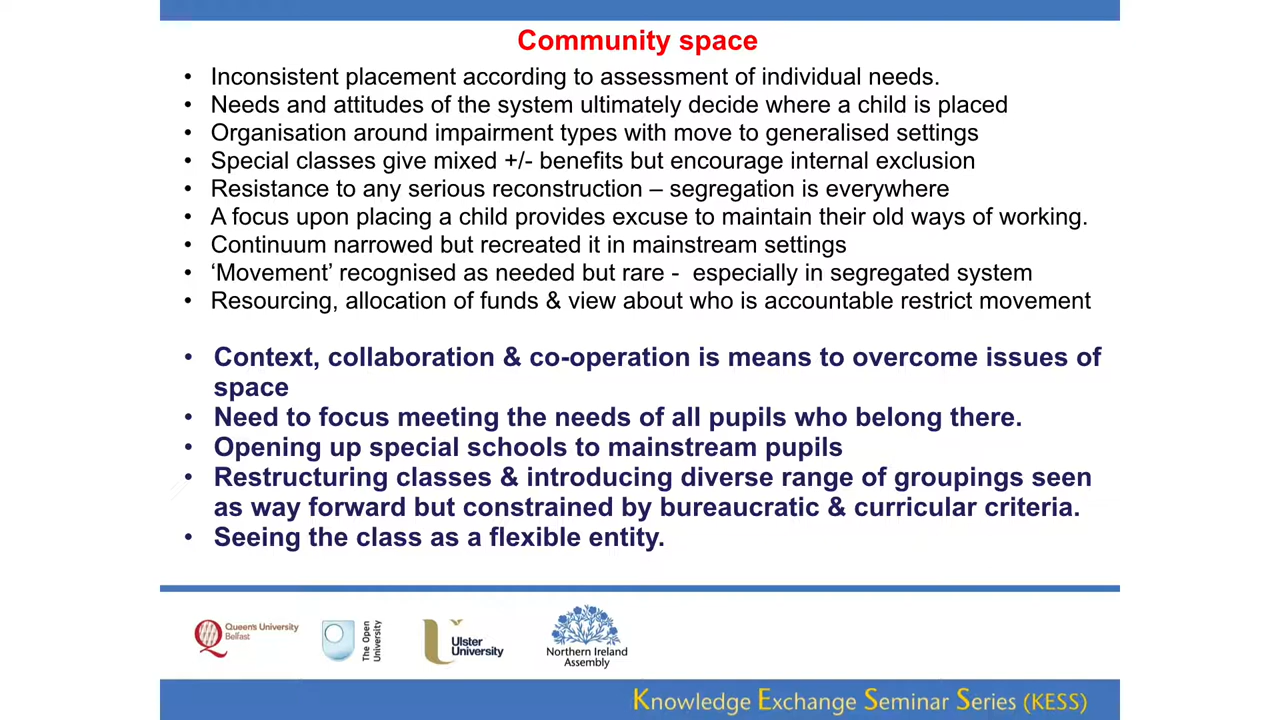 Community space
• Inconsistent placement according to assessment of individual needs.
• Needs and attitudes of the system ultimately decide where a child is placed
• Organisation around impairment types with move to generalised settings
• Special classes give mixed +/- benefits but encourage internal exclusion
• Resistance to any serious reconstruction – segregation is everywhere
• A focus upon placing a child provides excuse to maintain their old ways of working.
• Continuum narrowed but recreated it in mainstream settings
• ‘Movement’ recognised as needed but rare - especially in segregated system
• Resourcing, allocation of funds & view about who is accountable restrict movement
• Context, collaboration & co-operation is means to overcome issues of
space
• Need to focus meeting the needs of all pupils who belong there.
• Opening up special schools to mainstream pupils
• Restructuring classes & introducing diverse range of groupings seen
as way forward but constrained by bureaucratic & curricular criteria.
• Seeing the class as a flexible entity.
Queen's University
Belfast
The Open
University
Ulster
University
Northern Ireland
Assembly
Knowledge Exchange Seminar Series (KESS)